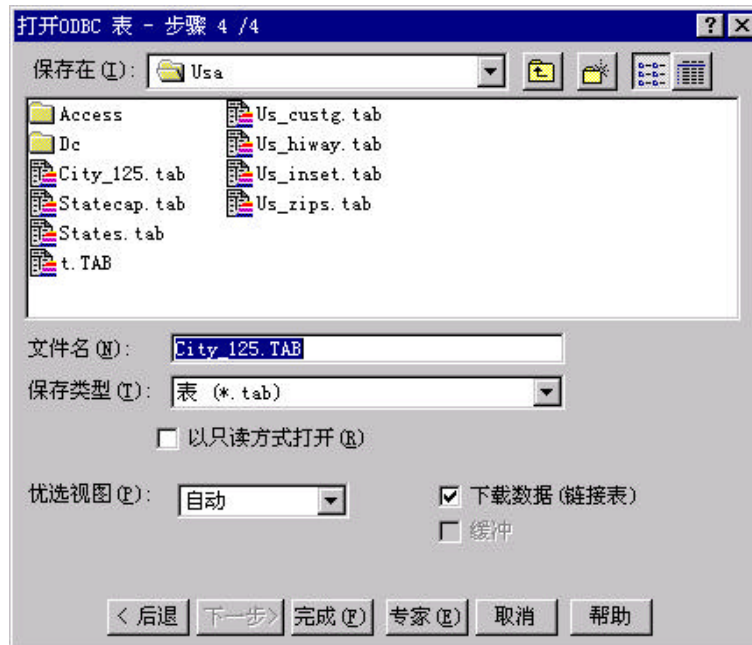 打开ODBC 表 - 步骤 4 /4
保存在(I): Usa
Access Us_custg.tab
Dc Us_hiway.tab
City_125.tab Us_inset.tab
Statecap.tab Us_zips.tab
States.tab
t.TAB
文件名(N): City_125.TAB
保存类型(T): 表 (*.tab)
以只读方式打开(R)
优选视图(P): 自动 下载数据(链接表)
缓冲
< 后退 下一步> 完成(F) 专家(E) 取消 帮助